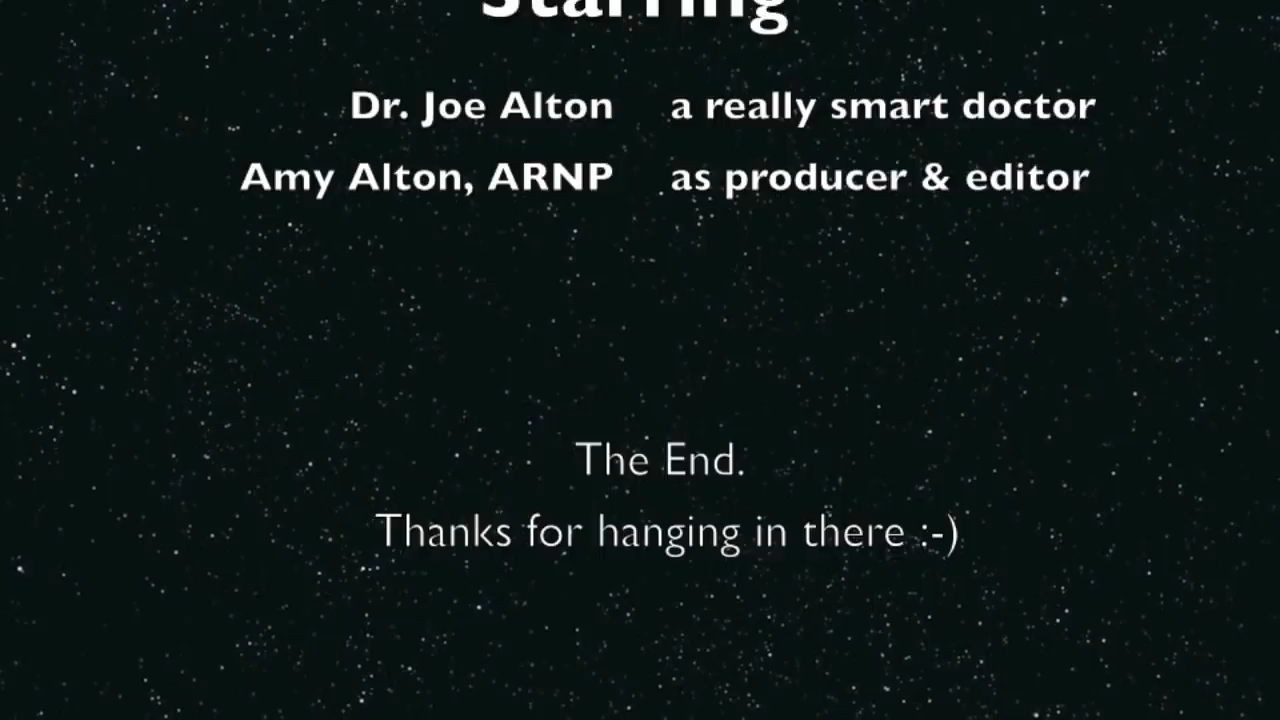 Starring
Dr. Joe Alton a really smart doctor
Amy Alton, ARNP as producer & editor
The End.
Thanks for hanging in there :-)